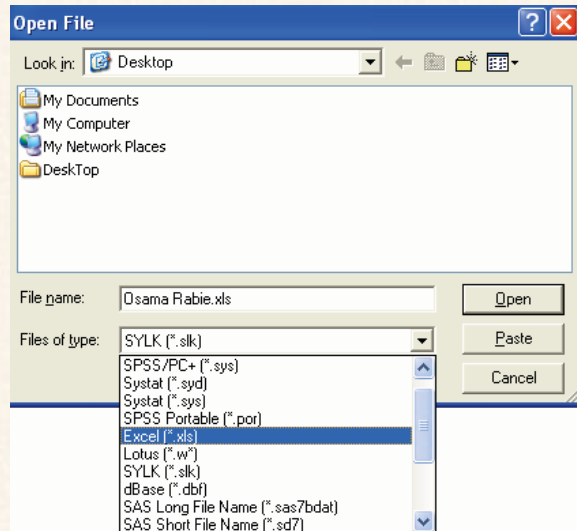 Open File
Look in: Desktop
My Documents
My Computer
My Network Places
DeskTop
File name: Osama Rabie.xls Open
Files of type: SYLK (*.slk) Paste
Cancel
SPSS/PC+ (*.sys)
Systat (*.syd)
Systat (*.sys)
SPSS Portable (*.por)
Excel (*.xls)
Lotus (*.w*)
SYLK (*.slk)
dBase (*.dbf)
SAS Long File Name (*.sas7bdat)
SAS Short File Name (*.sd7)